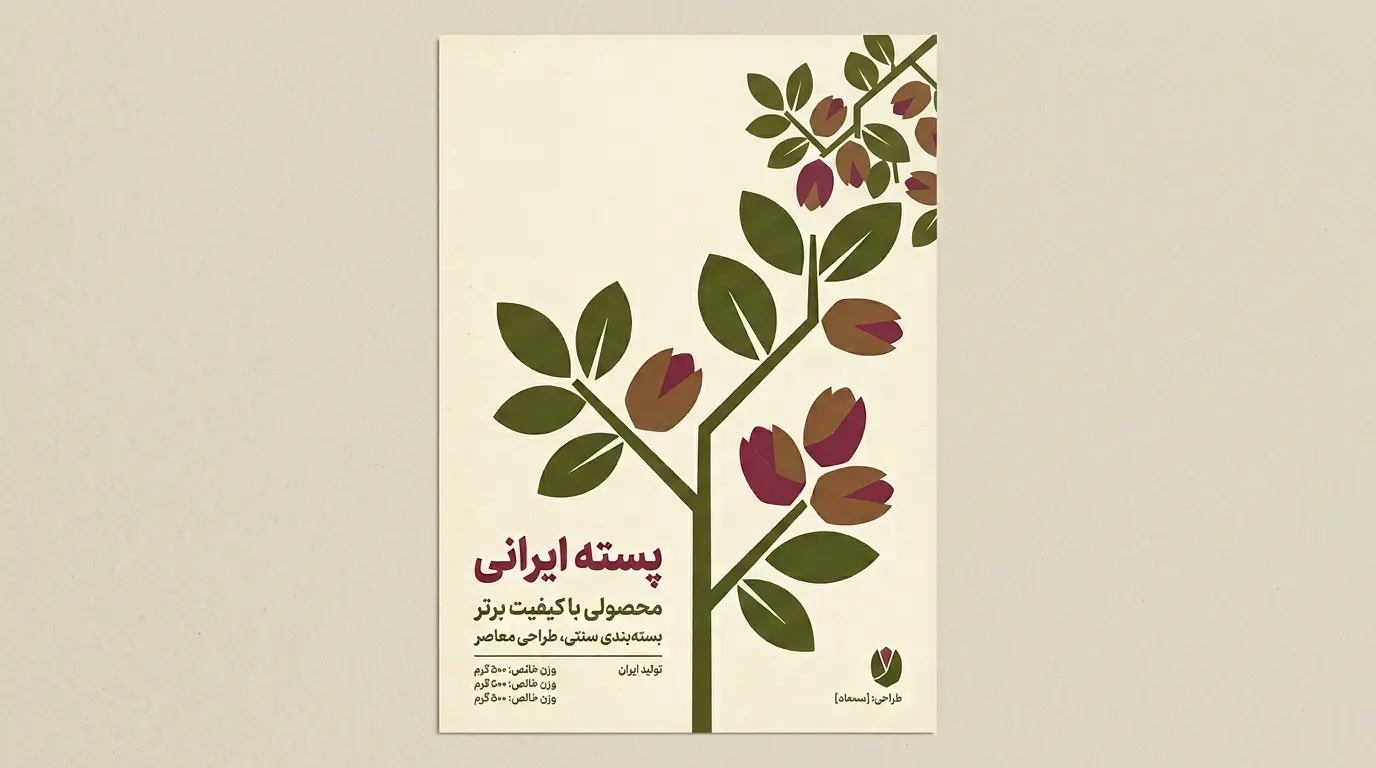 پسته ایرانی
محصولی با کیفیت برتر
بسته‌بندی سنتی، طراحی معاصر
تولید ایران
وزن خالص: ۵۰۰ گرم
وزن خالص: ۵۰۰ گرم
وزن خالص: ۵۰۰ گرم
طراحی: